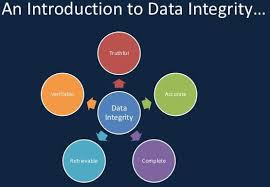 An Introduction to Data Integrity...
Truthful
Verifiable
Accurate
Data
Integrity
Retrievable
Complete